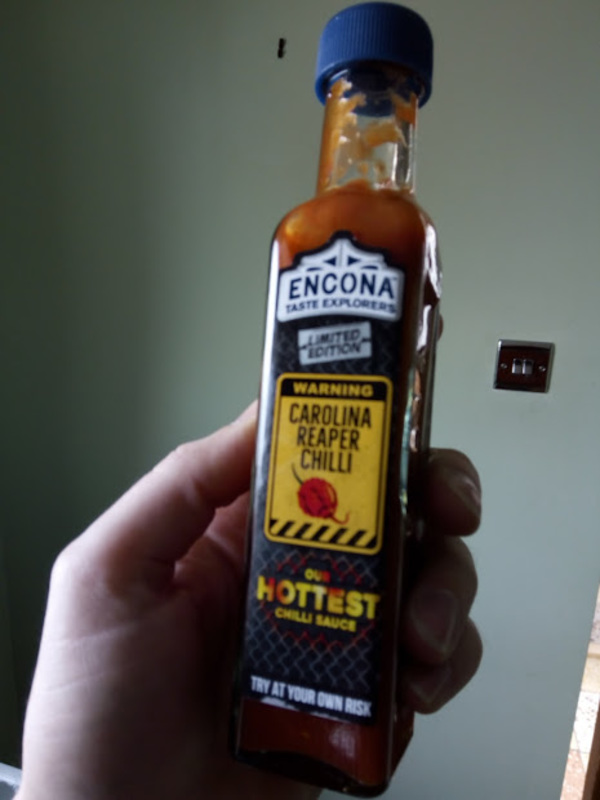 ENCONA
TASTE EXPLORERS
LIMITED
EDITION
WARNING
CAROLINA
REAPER
CHILLI
OUR
HOTTEST
CHILLI SAUCE
TRY AT YOUR OWN RISK